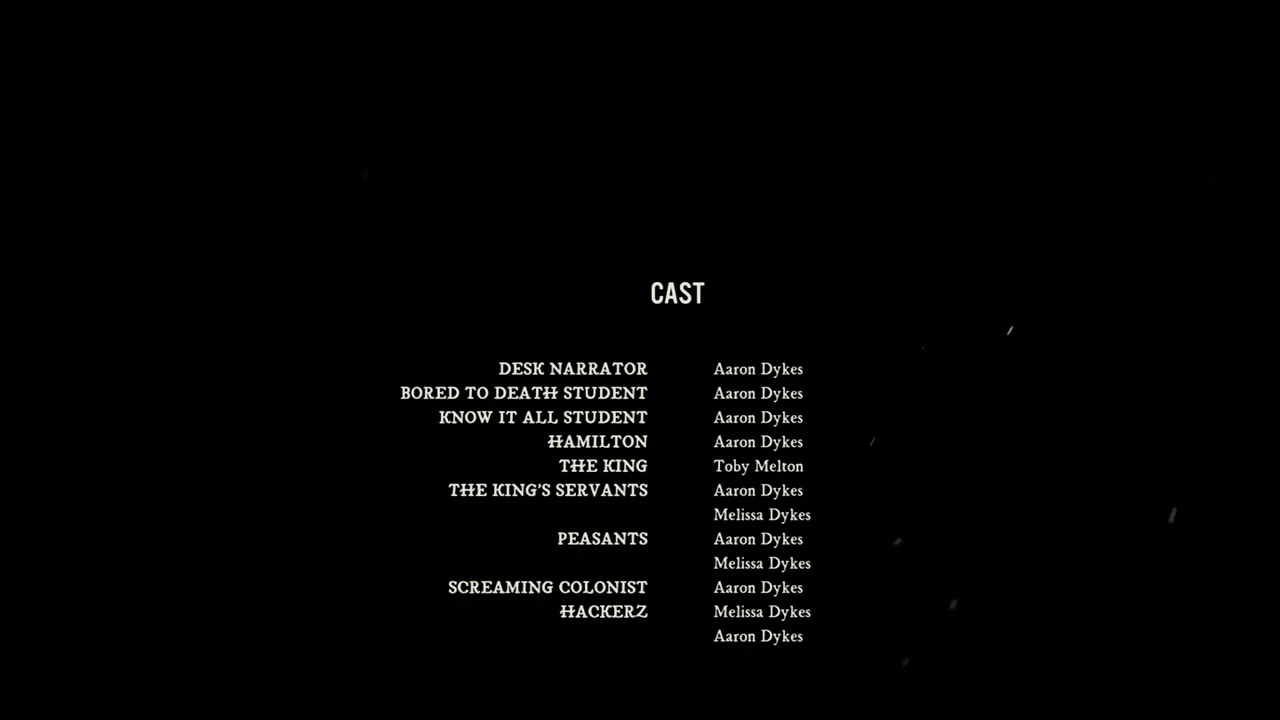 CAST
DESK NARRATOR Aaron Dykes
BORED TO DEATH STUDENT Aaron Dykes
KNOW IT ALL STUDENT Aaron Dykes
HAMILTON Aaron Dykes
THE KING Toby Melton
THE KING'S SERVANTS Aaron Dykes
Melissa Dykes
PEASANTS Aaron Dykes
Melissa Dykes
SCREAMING COLONIST Aaron Dykes
HACKERZ Melissa Dykes
Aaron Dykes